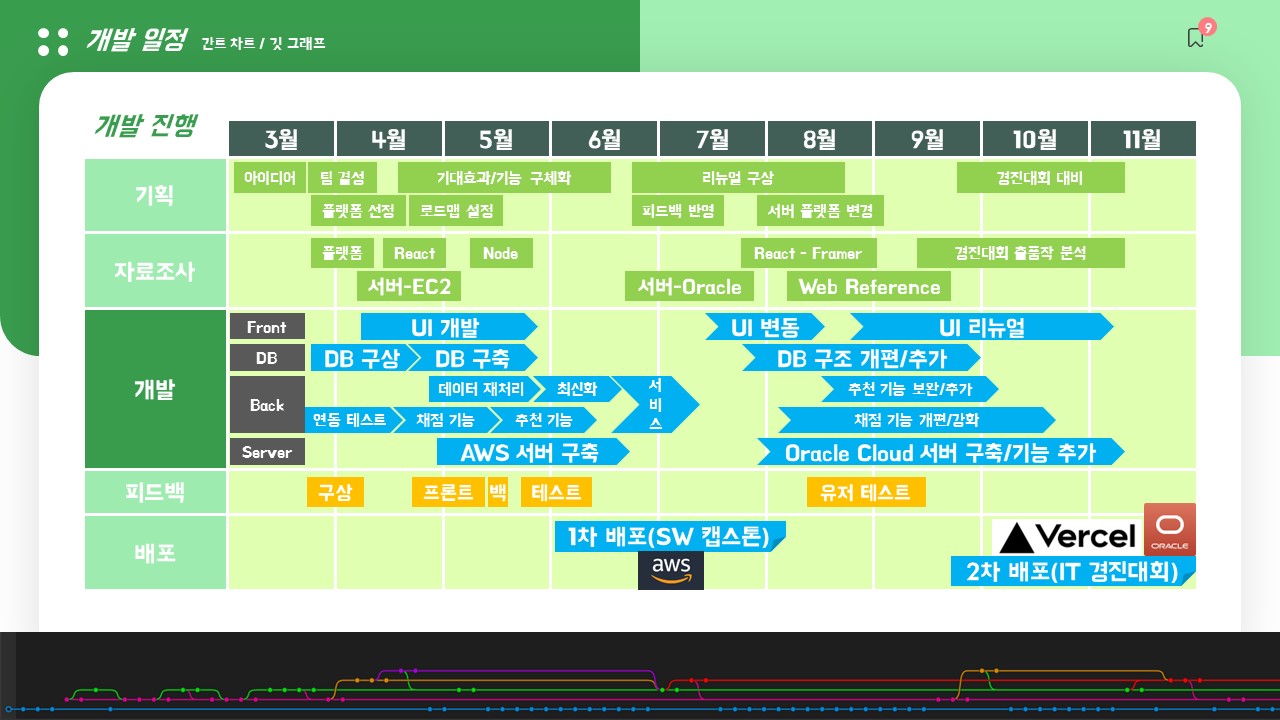 개발 일정 간트 차트 / 깃 그래프
9
개발 진행
3월 4월 5월 6월 7월 8월 9월 10월 11월
기획
아이디어 팀 결성 기대효과/기능 구체화 리뉴얼 구상 경진대회 대비
플랫폼 선정 로드맵 설정 피드백 반영 서버 플랫폼 변경
자료조사
플랫폼 React Node React - Framer 경진대회 출품작 분석
서버-EC2 서버-Oracle Web Reference
개발
Front UI 개발 UI 변동 UI 리뉴얼
DB DB 구상 DB 구축 DB 구조 개편/추가
Back
데이터 재처리 최신화 서비스 추천 기능 보완/추가
연동 테스트 채점 기능 추천 기능 채점 기능 개편/강화
Server AWS 서버 구축 Oracle Cloud 서버 구축/기능 추가
피드백 구상 프론트 백 테스트 유저 테스트
배포
1차 배포(SW 캡스톤)
aws
Vercel
ORACLE
2차 배포(IT 경진대회)